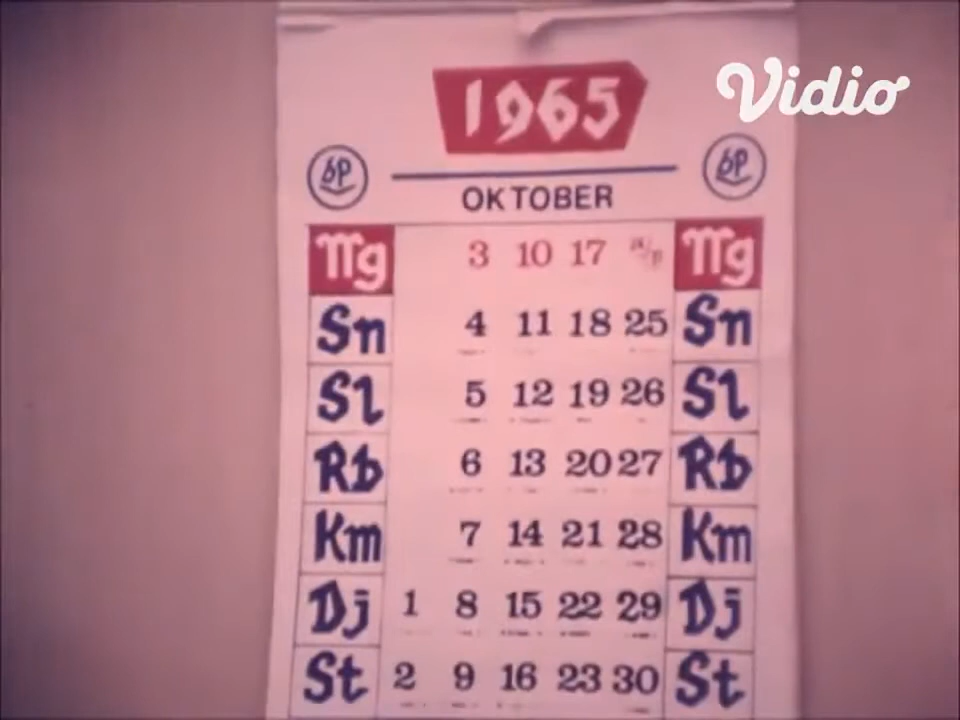 Vidio
1965
bP bP
OKTOBER
Mg 3 10 17 Mg
Sn 4 11 18 25 Sn
Sl 5 12 19 26 Sl
Rb 6 13 20 27 Rb
Km 7 14 21 28 Km
Dj 1 8 15 22 29 Dj
St 2 9 16 23 30 St